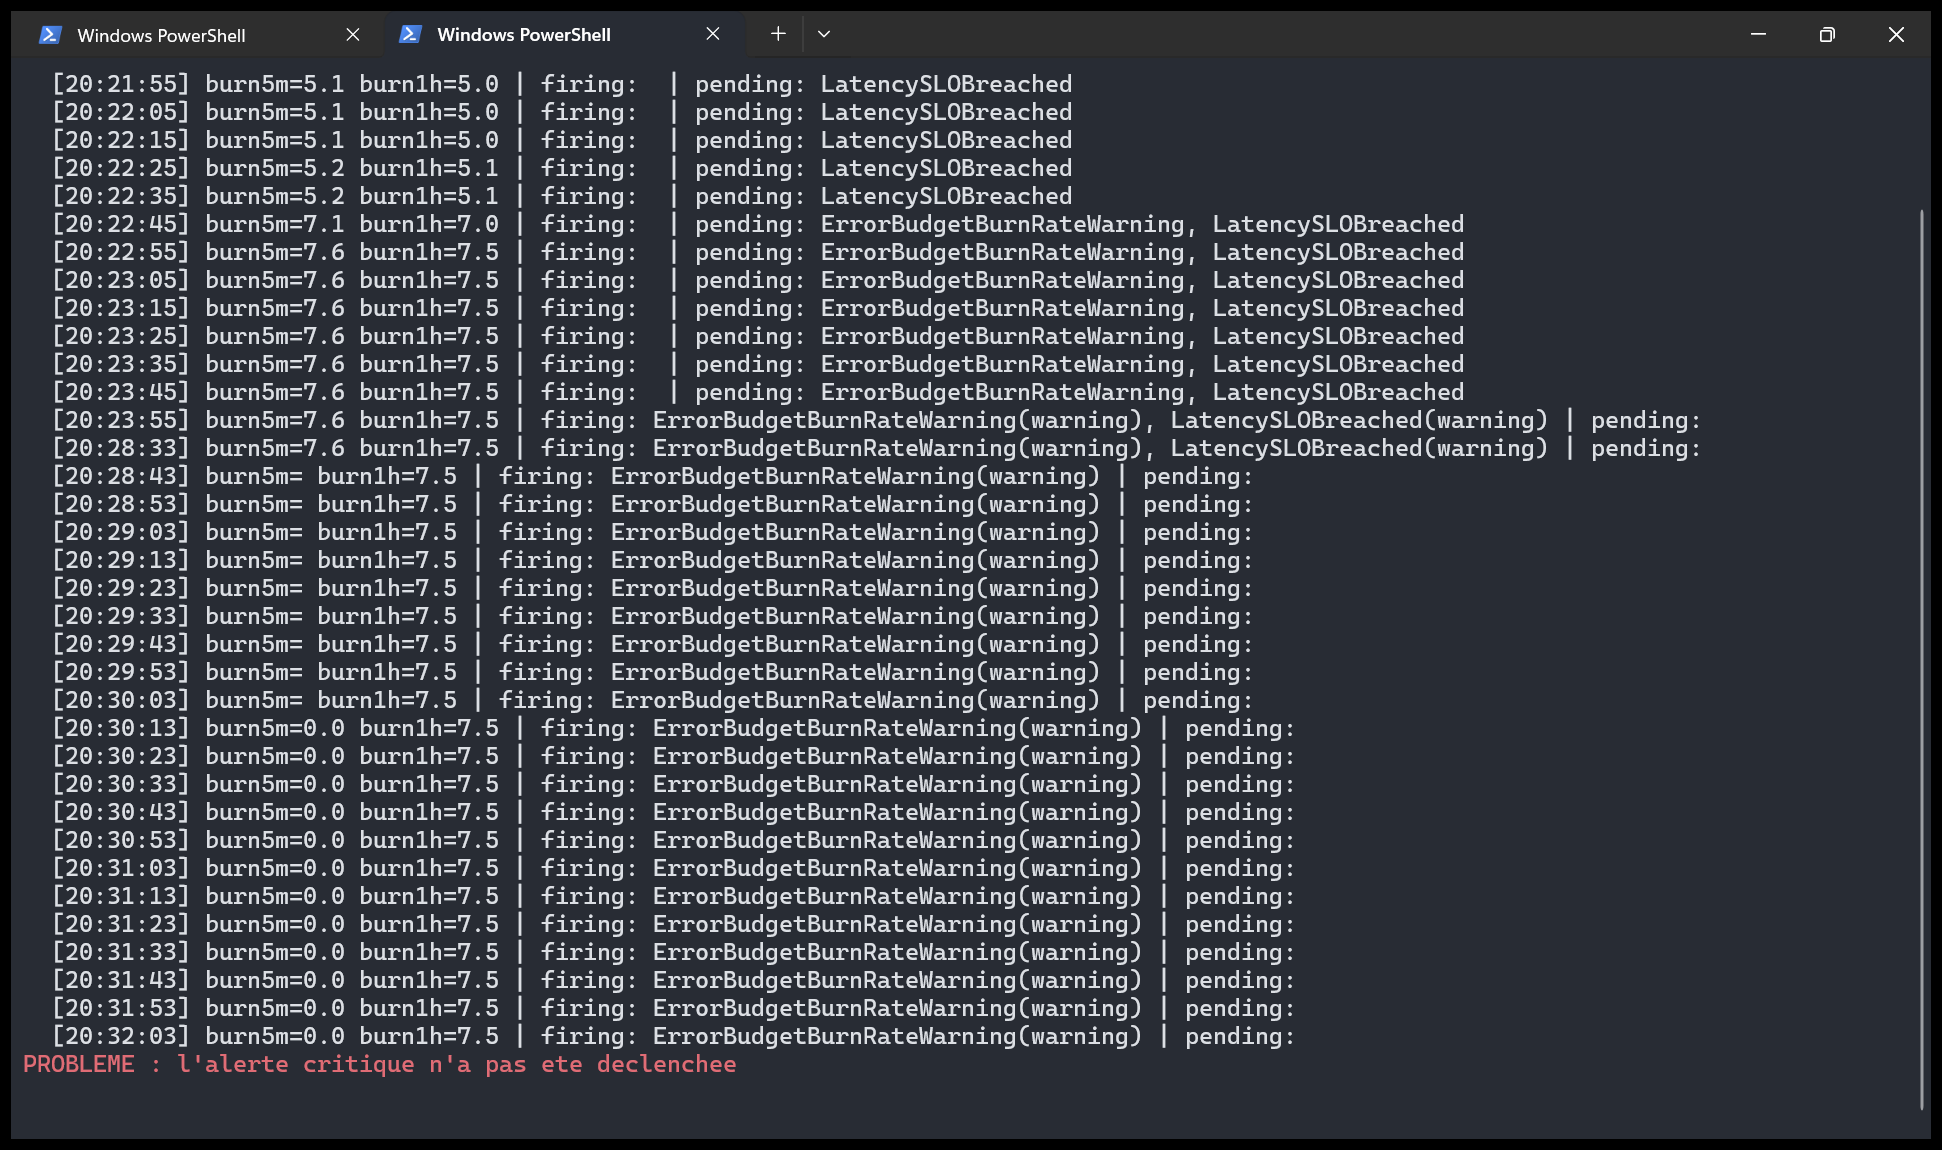 Windows PowerShell
Windows PowerShell
[20:21:55] burn5m=5.1 burn1h=5.0 | firing:  | pending: LatencySLOBreached
[20:22:05] burn5m=5.1 burn1h=5.0 | firing:  | pending: LatencySLOBreached
[20:22:15] burn5m=5.1 burn1h=5.0 | firing:  | pending: LatencySLOBreached
[20:22:25] burn5m=5.2 burn1h=5.1 | firing:  | pending: LatencySLOBreached
[20:22:35] burn5m=5.2 burn1h=5.1 | firing:  | pending: LatencySLOBreached
[20:22:45] burn5m=7.1 burn1h=7.0 | firing:  | pending: ErrorBudgetBurnRateWarning, LatencySLOBreached
[20:22:55] burn5m=7.6 burn1h=7.5 | firing:  | pending: ErrorBudgetBurnRateWarning, LatencySLOBreached
[20:23:05] burn5m=7.6 burn1h=7.5 | firing:  | pending: ErrorBudgetBurnRateWarning, LatencySLOBreached
[20:23:15] burn5m=7.6 burn1h=7.5 | firing:  | pending: ErrorBudgetBurnRateWarning, LatencySLOBreached
[20:23:25] burn5m=7.6 burn1h=7.5 | firing:  | pending: ErrorBudgetBurnRateWarning, LatencySLOBreached
[20:23:35] burn5m=7.6 burn1h=7.5 | firing:  | pending: ErrorBudgetBurnRateWarning, LatencySLOBreached
[20:23:45] burn5m=7.6 burn1h=7.5 | firing:  | pending: ErrorBudgetBurnRateWarning, LatencySLOBreached
[20:23:55] burn5m=7.6 burn1h=7.5 | firing: ErrorBudgetBurnRateWarning(warning), LatencySLOBreached(warning) | pending:
[20:28:33] burn5m=7.6 burn1h=7.5 | firing: ErrorBudgetBurnRateWarning(warning), LatencySLOBreached(warning) | pending:
[20:28:43] burn5m= burn1h=7.5 | firing: ErrorBudgetBurnRateWarning(warning) | pending:
[20:28:53] burn5m= burn1h=7.5 | firing: ErrorBudgetBurnRateWarning(warning) | pending:
[20:29:03] burn5m= burn1h=7.5 | firing: ErrorBudgetBurnRateWarning(warning) | pending:
[20:29:13] burn5m= burn1h=7.5 | firing: ErrorBudgetBurnRateWarning(warning) | pending:
[20:29:23] burn5m= burn1h=7.5 | firing: ErrorBudgetBurnRateWarning(warning) | pending:
[20:29:33] burn5m= burn1h=7.5 | firing: ErrorBudgetBurnRateWarning(warning) | pending:
[20:29:43] burn5m= burn1h=7.5 | firing: ErrorBudgetBurnRateWarning(warning) | pending:
[20:29:53] burn5m= burn1h=7.5 | firing: ErrorBudgetBurnRateWarning(warning) | pending:
[20:30:03] burn5m= burn1h=7.5 | firing: ErrorBudgetBurnRateWarning(warning) | pending:
[20:30:13] burn5m=0.0 burn1h=7.5 | firing: ErrorBudgetBurnRateWarning(warning) | pending:
[20:30:23] burn5m=0.0 burn1h=7.5 | firing: ErrorBudgetBurnRateWarning(warning) | pending:
[20:30:33] burn5m=0.0 burn1h=7.5 | firing: ErrorBudgetBurnRateWarning(warning) | pending:
[20:30:43] burn5m=0.0 burn1h=7.5 | firing: ErrorBudgetBurnRateWarning(warning) | pending:
[20:30:53] burn5m=0.0 burn1h=7.5 | firing: ErrorBudgetBurnRateWarning(warning) | pending:
[20:31:03] burn5m=0.0 burn1h=7.5 | firing: ErrorBudgetBurnRateWarning(warning) | pending:
[20:31:13] burn5m=0.0 burn1h=7.5 | firing: ErrorBudgetBurnRateWarning(warning) | pending:
[20:31:23] burn5m=0.0 burn1h=7.5 | firing: ErrorBudgetBurnRateWarning(warning) | pending:
[20:31:33] burn5m=0.0 burn1h=7.5 | firing: ErrorBudgetBurnRateWarning(warning) | pending:
[20:31:43] burn5m=0.0 burn1h=7.5 | firing: ErrorBudgetBurnRateWarning(warning) | pending:
[20:31:53] burn5m=0.0 burn1h=7.5 | firing: ErrorBudgetBurnRateWarning(warning) | pending:
[20:32:03] burn5m=0.0 burn1h=7.5 | firing: ErrorBudgetBurnRateWarning(warning) | pending:
PROBLEME : l'alerte critique n'a pas ete declenchee